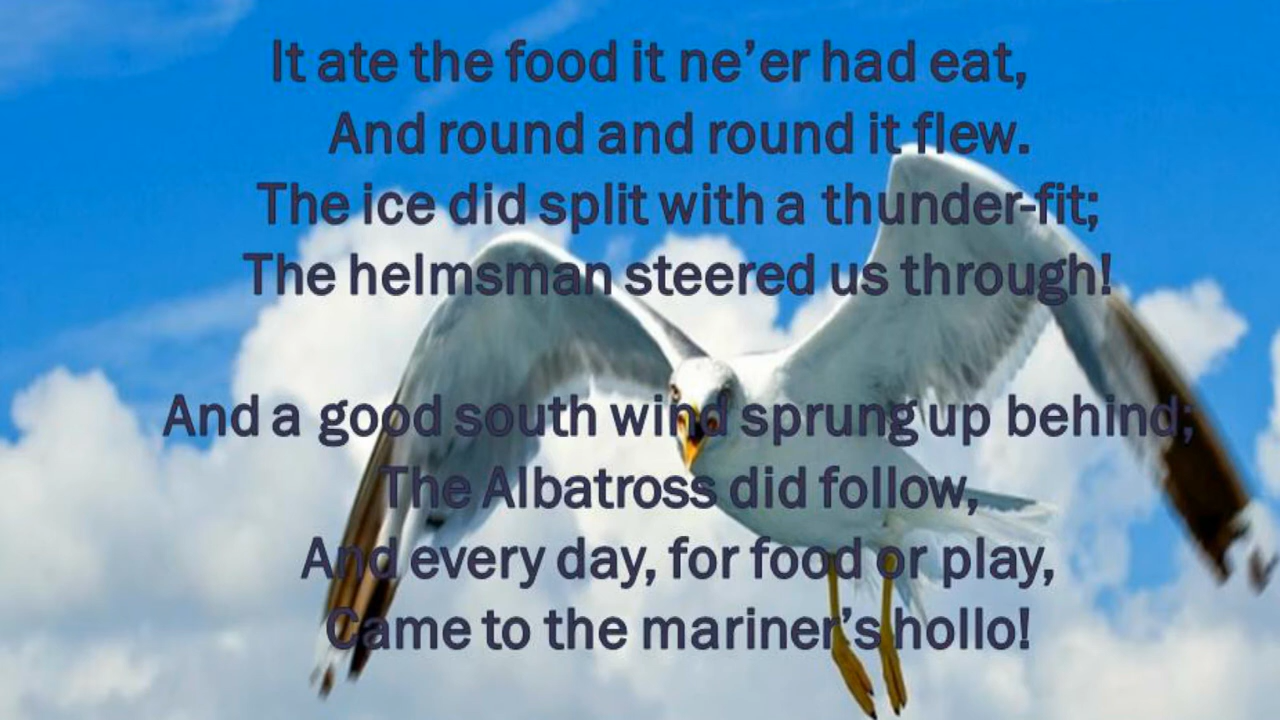 It ate the food it ne’er had eat,
And round and round it flew.
The ice did split with a thunder-fit;
The helmsman steered us through!
And a good south wind sprung up behind;
The Albatross did follow,
And every day, for food or play,
Came to the mariner’s hollo!